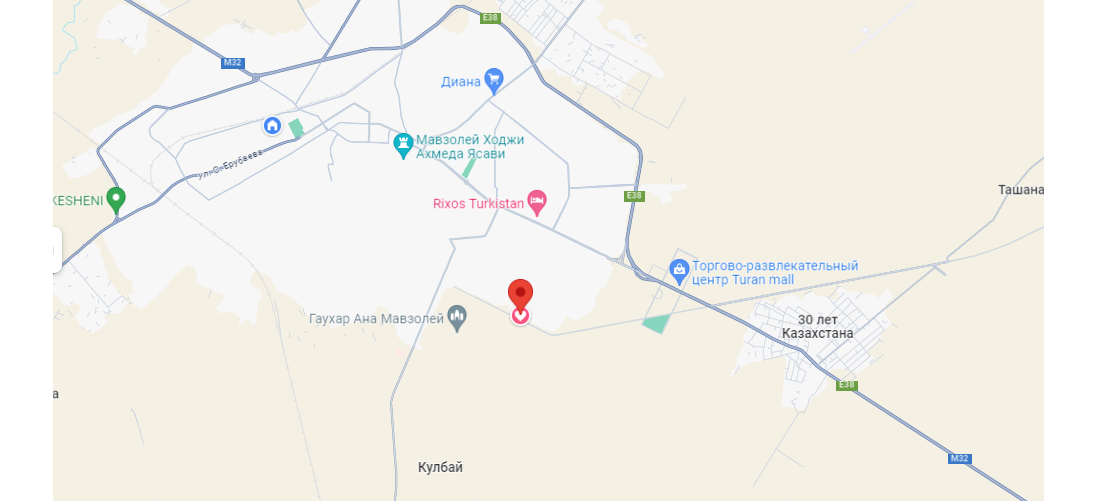 E38
M32
Диана
Мавзолей Ходжи
Ахмеда Ясави
ул. С. Ерубаева
KESHENI
Rixos Turkistan
E38
Ташана
Торгово-развлекательный
центр Turan mall
Гаухар Ана Мавзолей
30 лет
Казахстана
E38
а
Кулбай
M32